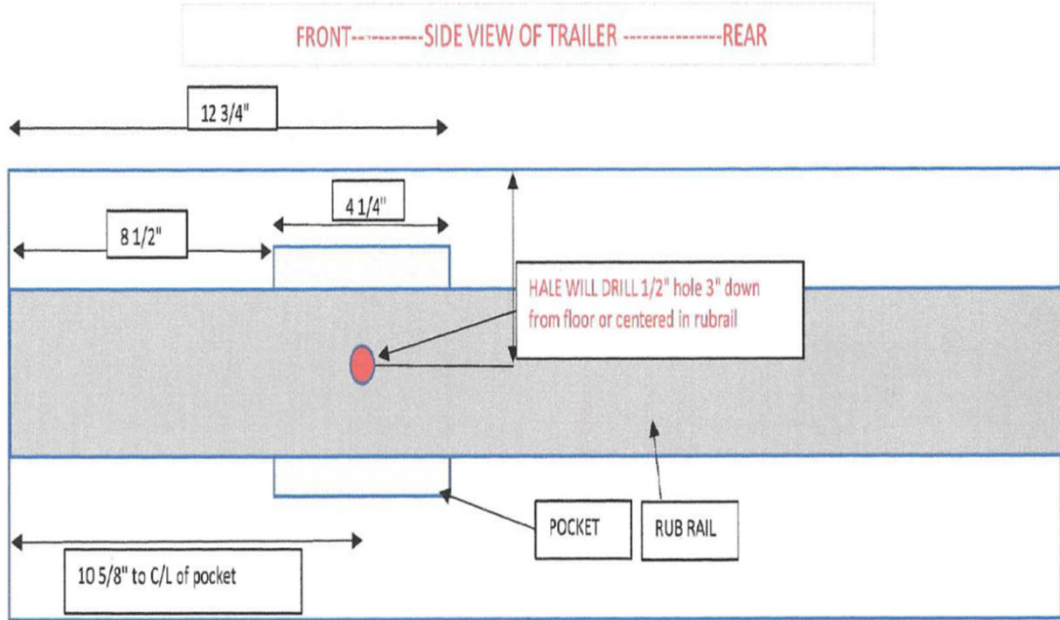 FRONT-----------SIDE VIEW OF TRAILER ---------------REAR
12 3/4"
4 1/4"
8 1/2"
HALE WILL DRILL 1/2" hole 3" down
from floor or centered in rubrail
POCKET
RUB RAIL
10 5/8" to C/L of pocket